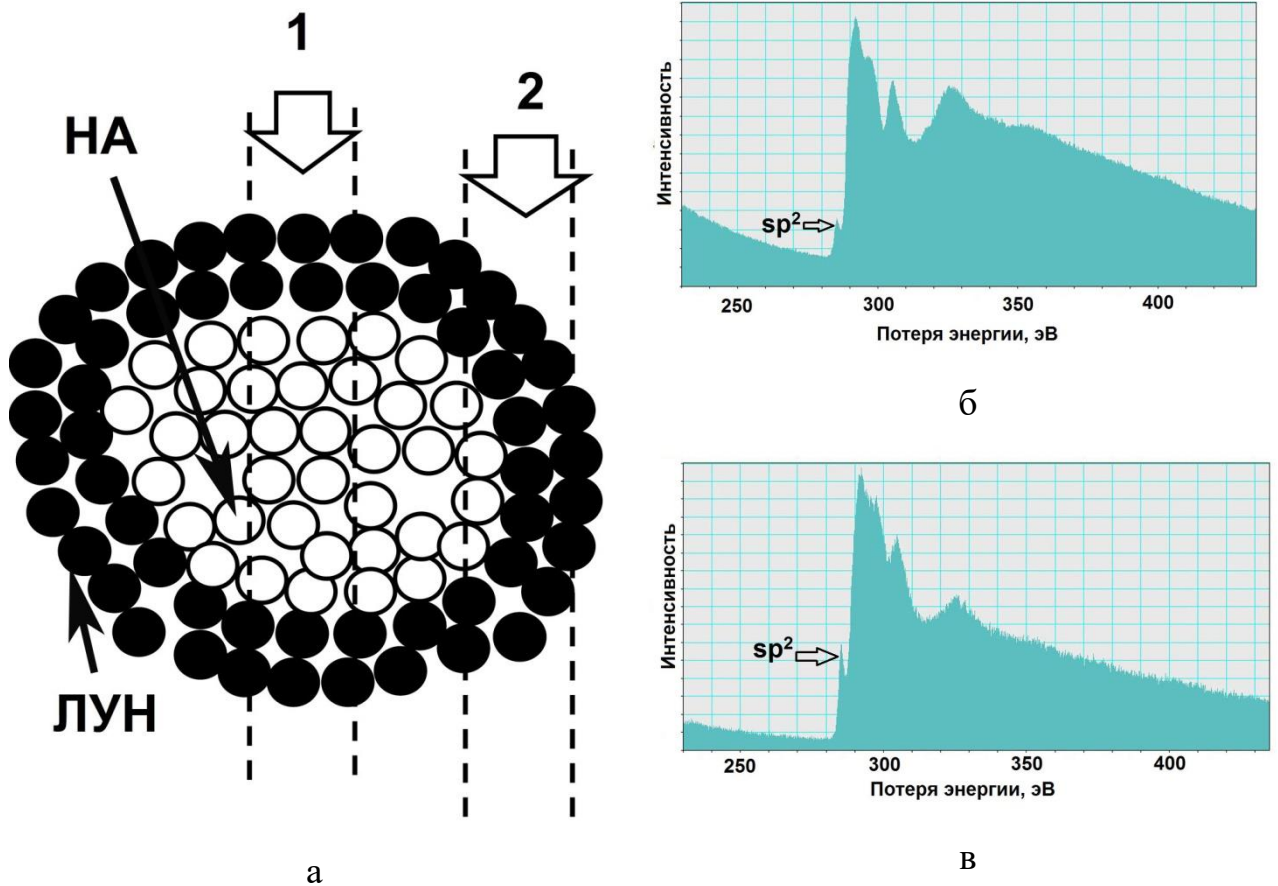 1
2
НА
ЛУН
а
Интенсивность
sp²
250 300 350 400
Потеря энергии, эВ
б
Интенсивность
sp²
250 300 350 400
Потеря энергии, эВ
в